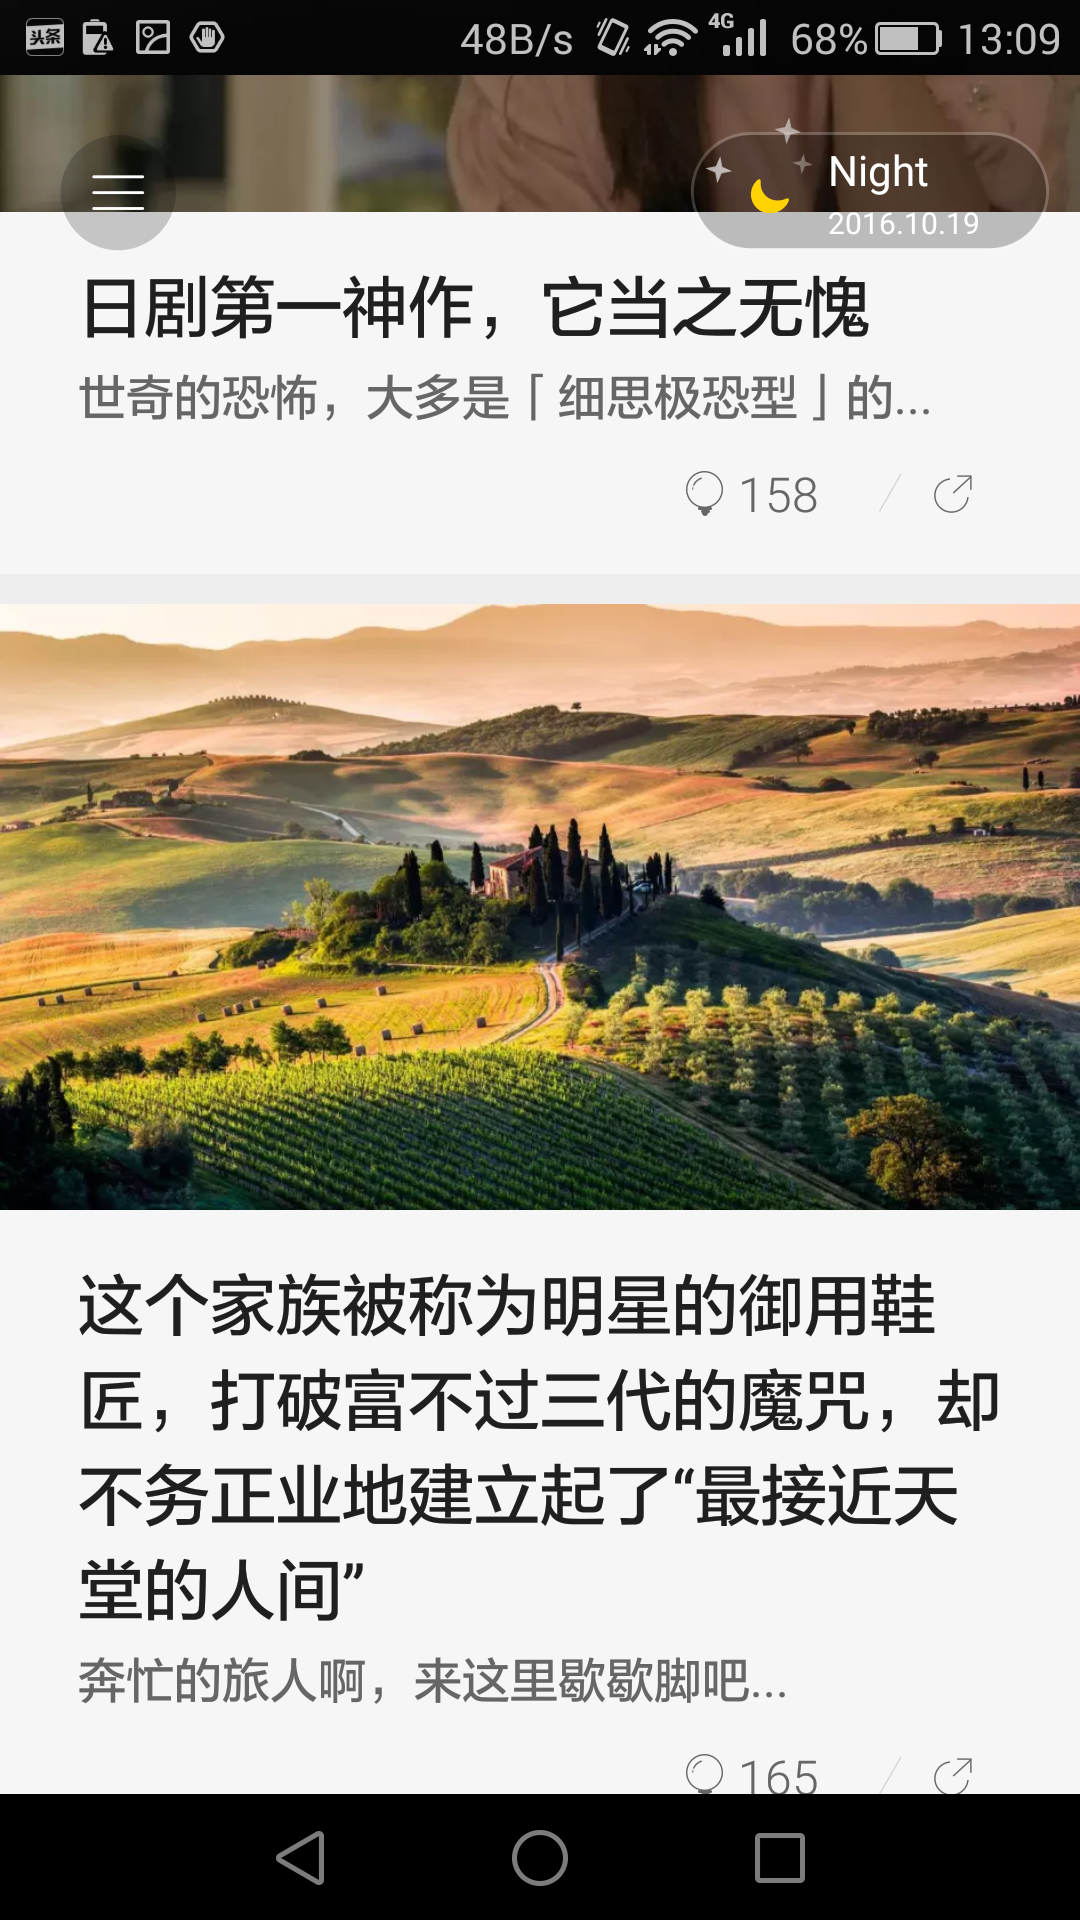 头条
48B/s
4G
68%
13:09
Night
2016.10.19
日剧第一神作，它当之无愧
世奇的恐怖，大多是「细思极恐型」的...
158
这个家族被称为明星的御用鞋
匠，打破富不过三代的魔咒，却
不务正业地建立起了“最接近天
堂的人间”
奔忙的旅人啊，来这里歇歇脚吧...
165